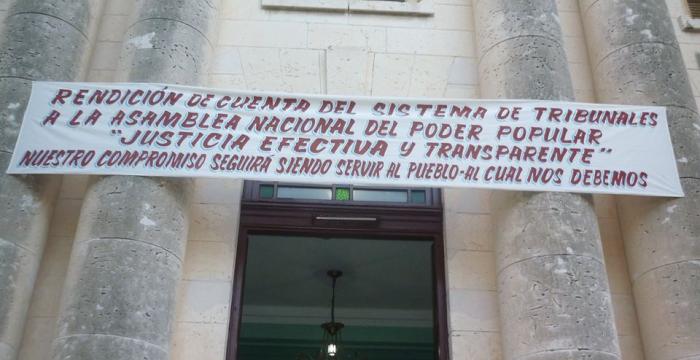 RENDICIÓN DE CUENTA DEL SISTEMA DE TRIBUNALES
A LA ASAMBLEA NACIONAL DEL PODER POPULAR
"JUSTICIA EFECTIVA Y TRANSPARENTE"
NUESTRO COMPROMISO SEGUIRÁ SIENDO SERVIR AL PUEBLO-AL CUAL NOS DEBEMOS